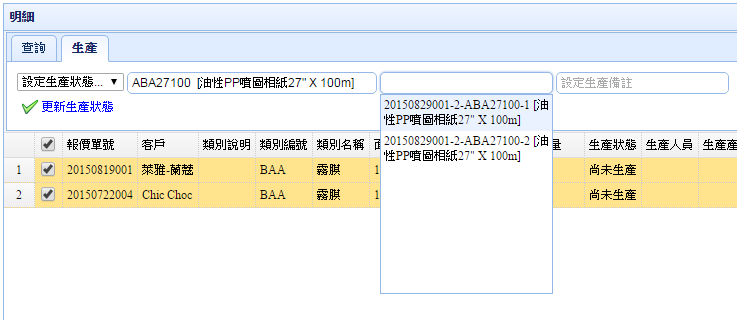 明細
查詢 生產
設定生產狀態... ABA27100 [油性PP噴圖相紙27" X 100m] 設定生產備註
更新生產狀態
20150829001-2-ABA27100-1 [油
性PP噴圖相紙27" X 100m]
20150829001-2-ABA27100-2 [油
性PP噴圖相紙27" X 100m]
報價單號 客戶 類別說明 類別編號 類別名稱 量 生產狀態 生產人員 生產產
1 20150819001 萊雅-蘭蔻 BAA 霧膜 1 尚未生產
2 20150722004 Chic Choc BAA 霧膜 1 尚未生產